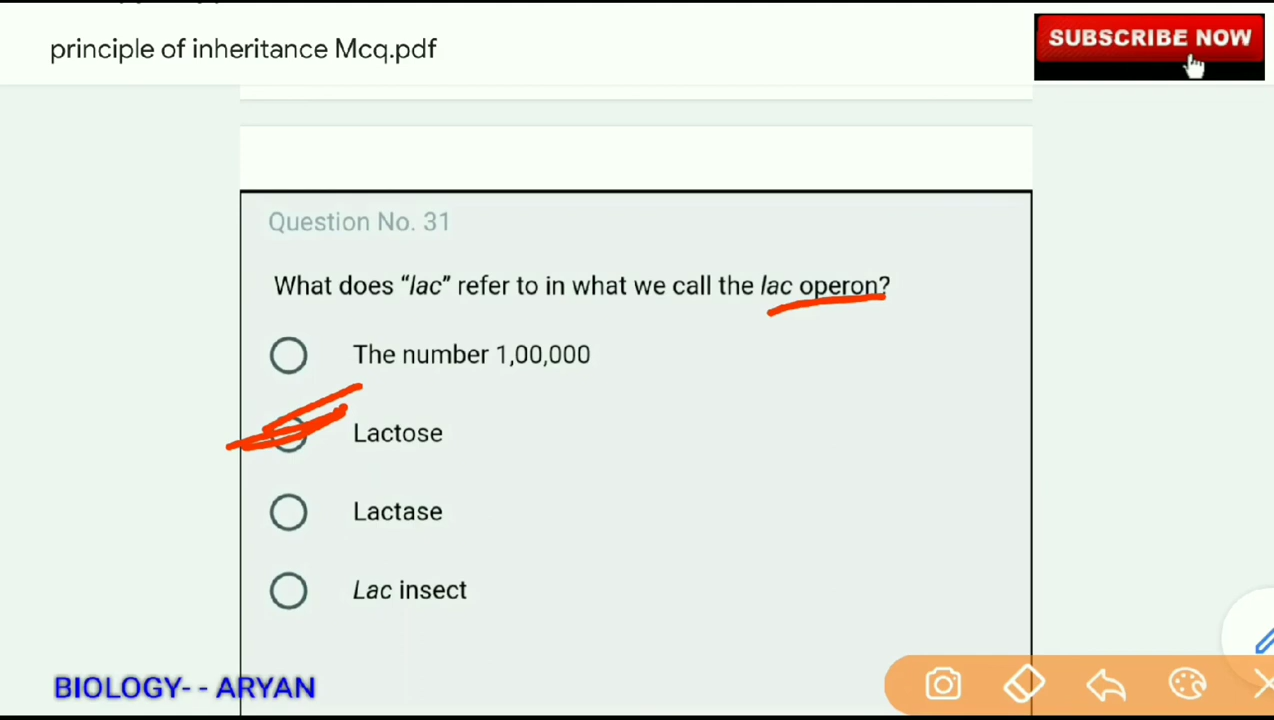 principle of inheritance Mcq.pdf
SUBSCRIBE NOW
Question No. 31
What does “lac” refer to in what we call the lac operon?
The number 1,00,000
Lactose
Lactase
Lac insect
BIOLOGY- - ARYAN